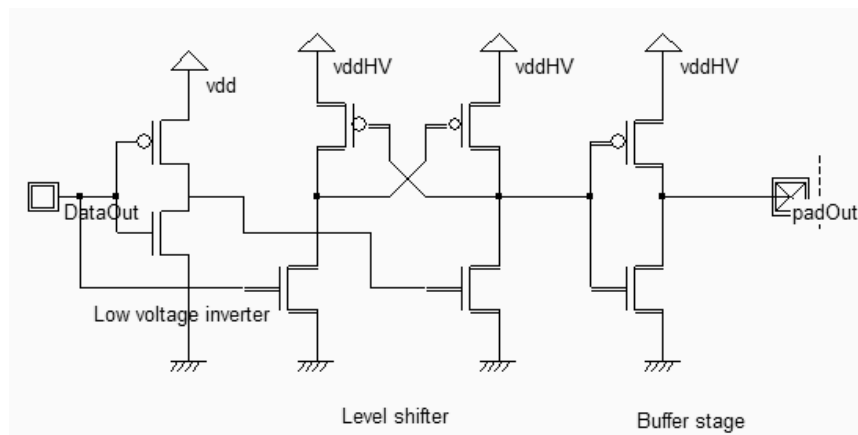 vddHV
vddHV
vddHV
vdd
DataOut
padOut
Low voltage inverter
Level shifter
Buffer stage